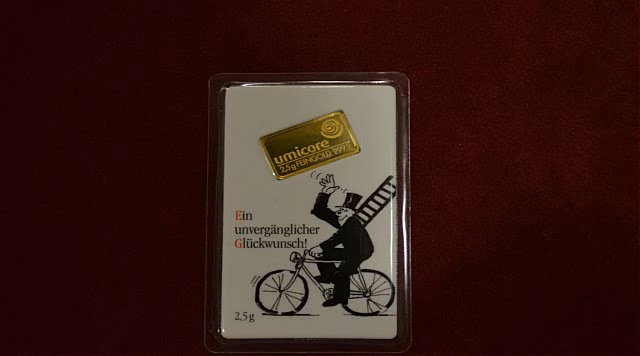 umicore
2,5g FEINGOLD 999,9
Ein
unvergänglicher
Glückwunsch!
2,5 g